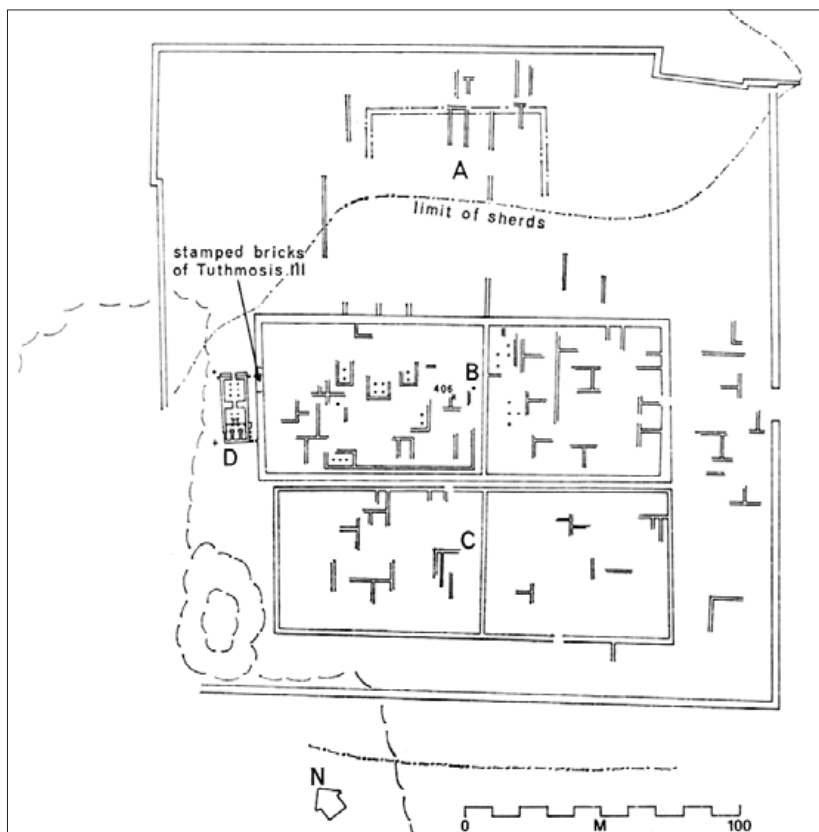 A
limit of sherds
stamped bricks
of Tuthmosis III
B
406
D
C
N
0 M 100